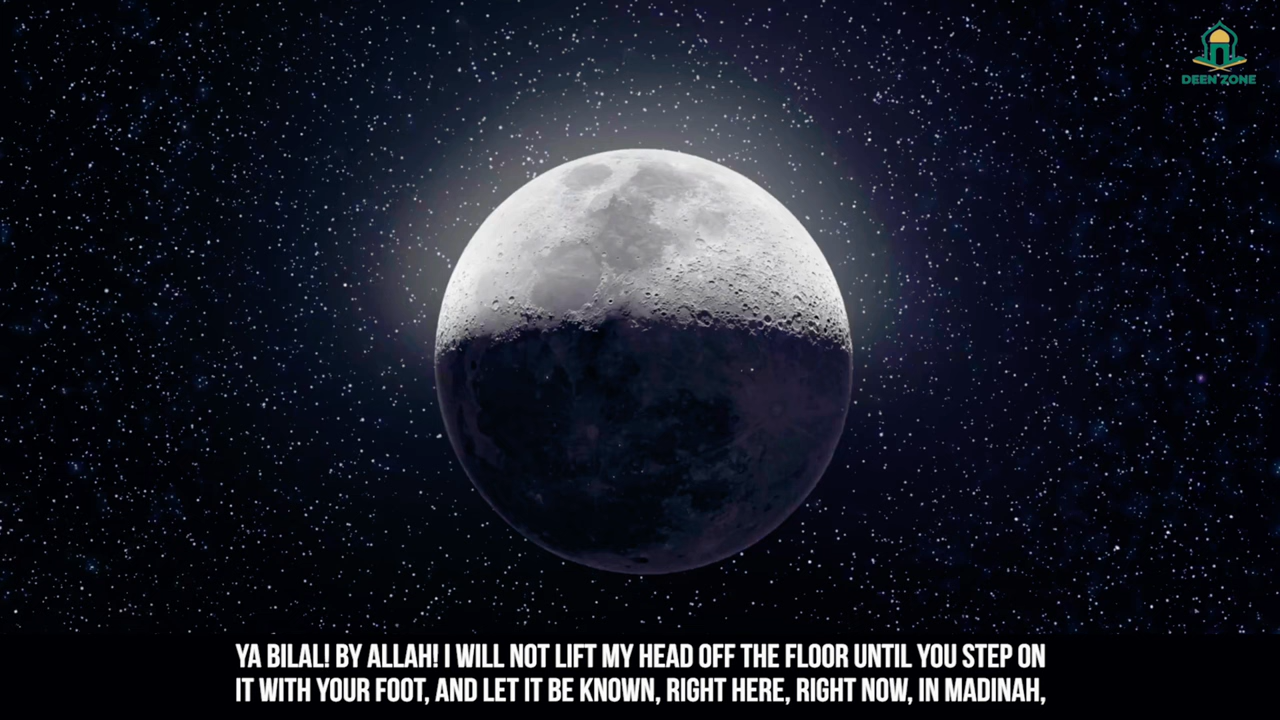 DEEN ZONE
YA BILAL! BY ALLAH! I WILL NOT LIFT MY HEAD OFF THE FLOOR UNTIL YOU STEP ON
IT WITH YOUR FOOT, AND LET IT BE KNOWN, RIGHT HERE, RIGHT NOW, IN MADINAH,